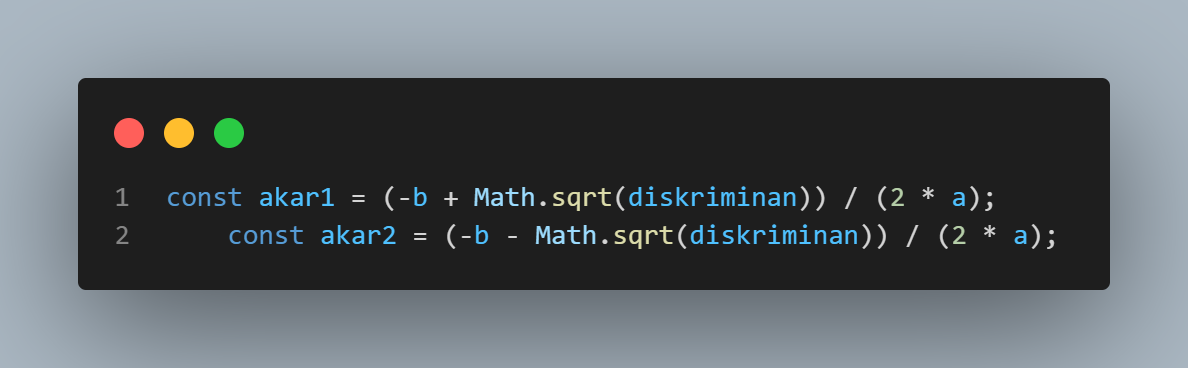 1 const akar1 = (-b + Math.sqrt(diskriminan)) / (2 * a);
2     const akar2 = (-b - Math.sqrt(diskriminan)) / (2 * a);